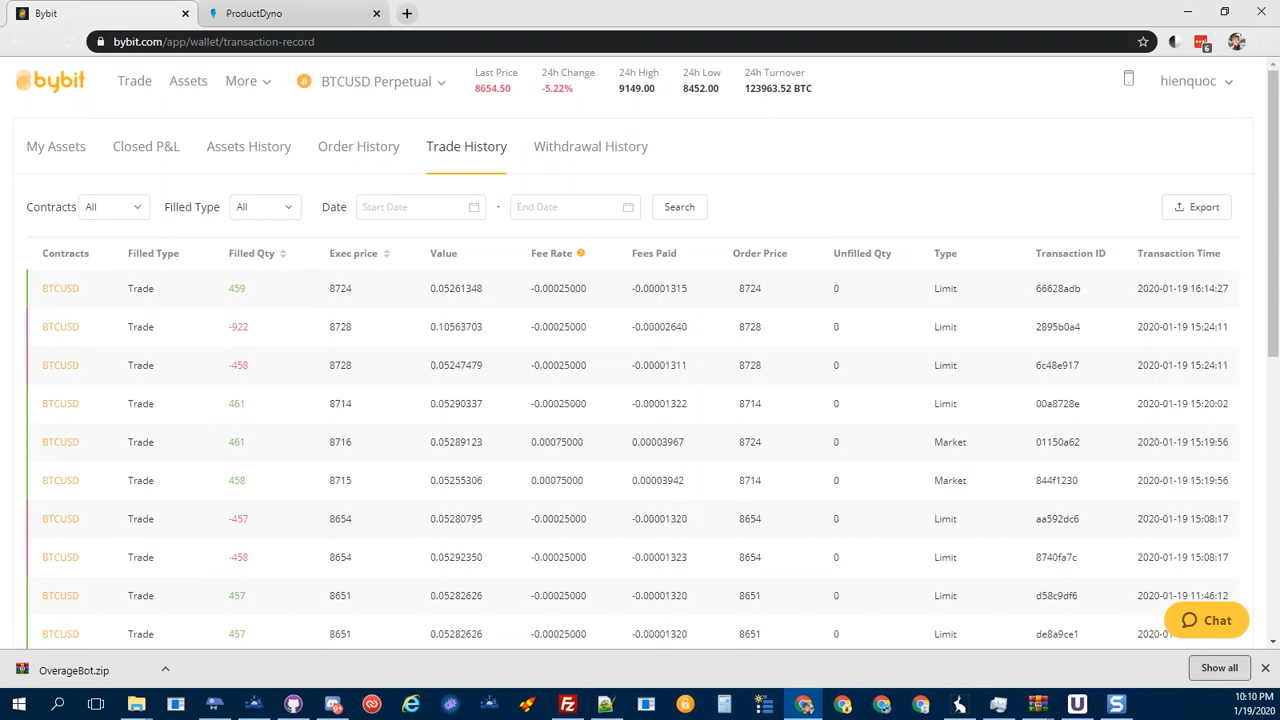 Bybit
ProductDyno
bybit.com/app/wallet/transaction-record
6
bybit Trade Assets More BTCUSD Perpetual Last Price 24h Change 24h High 24h Low 24h Turnover hienquoc
8654.50 -5.22% 9149.00 8452.00 123963.52 BTC
My Assets Closed P&L Assets History Order History Trade History Withdrawal History
Contracts All Filled Type All Date Start Date - End Date Search Export
Contracts Filled Type Filled Qty Exec price Value Fee Rate Fees Paid Order Price Unfilled Qty Type Transaction ID Transuction Time
BTCUSD Trade 459 8724 0.05261348 -0.00025000 -0.00001315 8724 0 Limit 66628adb 2020-01-19 16:14:27
BTCUSD Trade -922 8728 0.10563703 -0.00025000 -0.00002640 8728 0 Limit 2895b0a4 2020-01-19 15:24:11
BTCUSD Trade -458 8728 0.05247479 -0.00025000 -0.00001311 8728 0 Limit 6c48e917 2020-01-19 15:24:11
BTCUSD Trade 461 8714 0.05290337 -0.00025000 -0.00001322 8714 0 Limit 00a8728e 2020-01-19 15:20:02
BTCUSD Trade 461 8716 0.05289123 0.00075000 0.00003967 8724 0 Market 01150a62 2020-01-19 15:19:56
BTCUSD Trade 458 8715 0.05255306 0.00075000 0.00003942 8714 0 Market 844f1230 2020-01-19 15:19:56
BTCUSD Trade -457 8654 0.05280795 -0.00025000 -0.00001320 8654 0 Limit aa592dc6 2020-01-19 15:08:17
BTCUSD Trade -458 8654 0.05292350 -0.00025000 -0.00001323 8654 0 Limit 8740fa7c 2020-01-19 15:08:17
BTCUSD Trade 457 8651 0.05282626 -0.00025000 -0.00001320 8651 0 Limit d58c9df6 2020-01-19 11:46:12
BTCUSD Trade 457 8651 0.05282626 -0.00025000 -0.00001320 8651 0 Limit de8a9ce1 2020-01
Chat
OverageBot.zip Show all
10:10 PM
1/19/2020